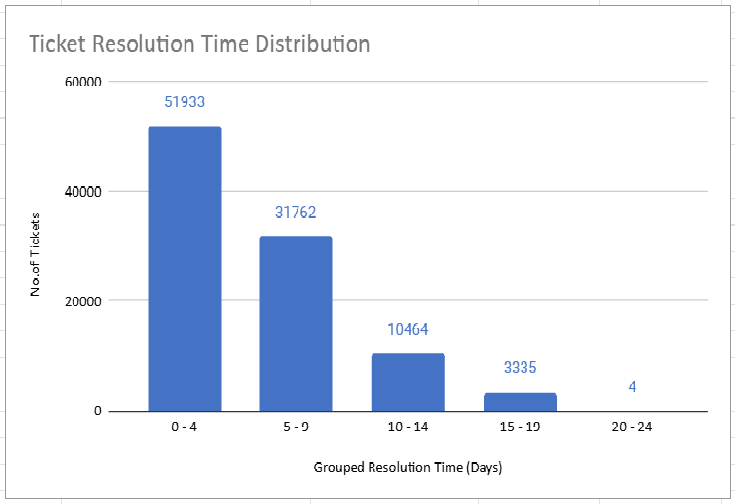 Ticket Resolution Time Distribution
60000
51933
40000
31762
No.of Tickets
20000
10464
3335
4
0
0 - 4 5 - 9 10 - 14 15 - 19 20 - 24
Grouped Resolution Time (Days)